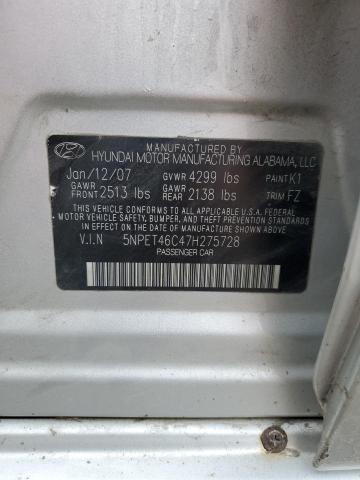 MANUFACTURED BY
HYUNDAI MOTOR MANUFACTURING ALABAMA, LLC
Jan/12/07 GVWR 4299 lbs PAINT K1
GAWR FRONT 2513 lbs GAWR REAR 2138 lbs TRIM FZ
THIS VEHICLE CONFORMS TO ALL APPLICABLE U.S.A. FEDERAL
MOTOR VEHICLE SAFETY, BUMPER, AND THEFT PREVENTION STANDARDS
IN EFFECT ON THE DATE OF MANUFACTURE SHOWN ABOVE.
V.I.N 5NPET46C47H275728
PASSENGER CAR